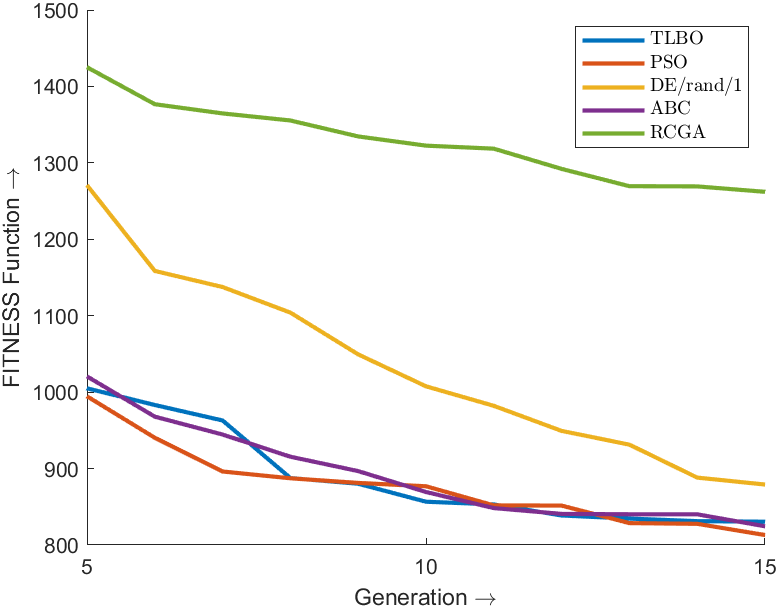 1500
1400
1300
1200
1100
1000
900
800
5
10
15
FITNESS Function →
Generation →
TLBO
PSO
DE/rand/1
ABC
RCGA